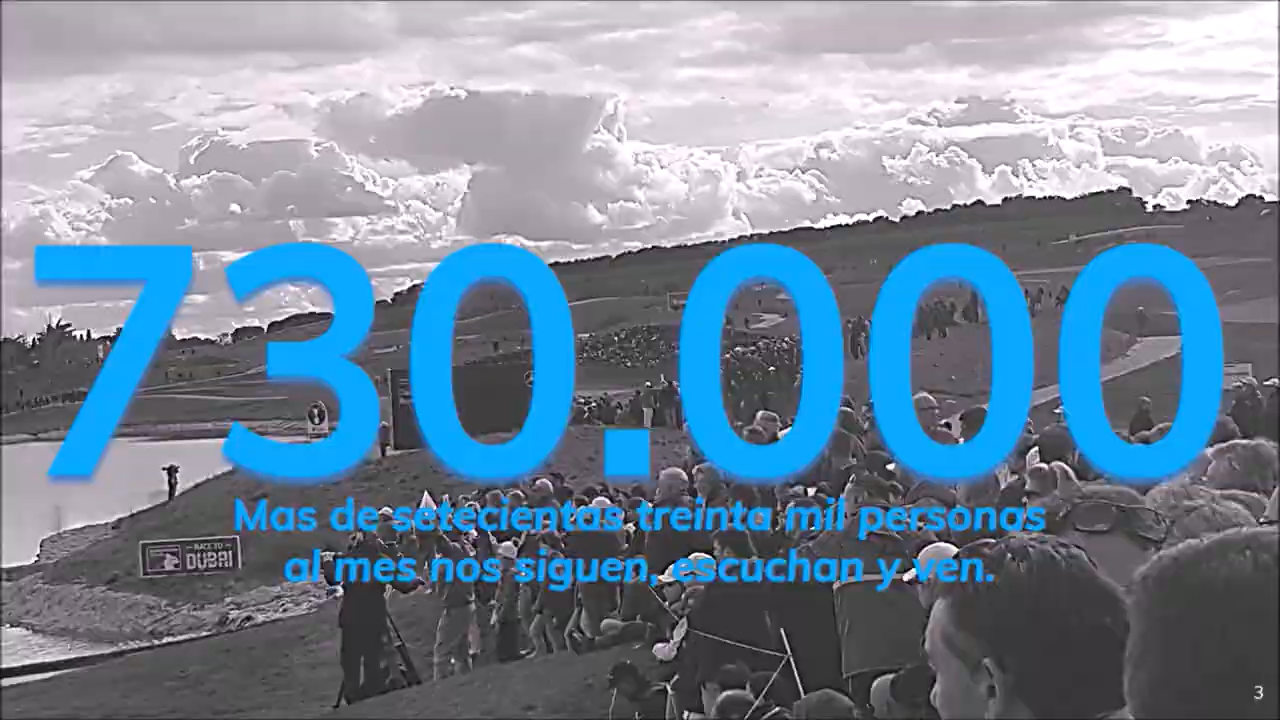 730.000
Mas de setecientas treinta mil personas
al mes nos siguen, escuchan y ven.
RACE TO
DUBAI
3